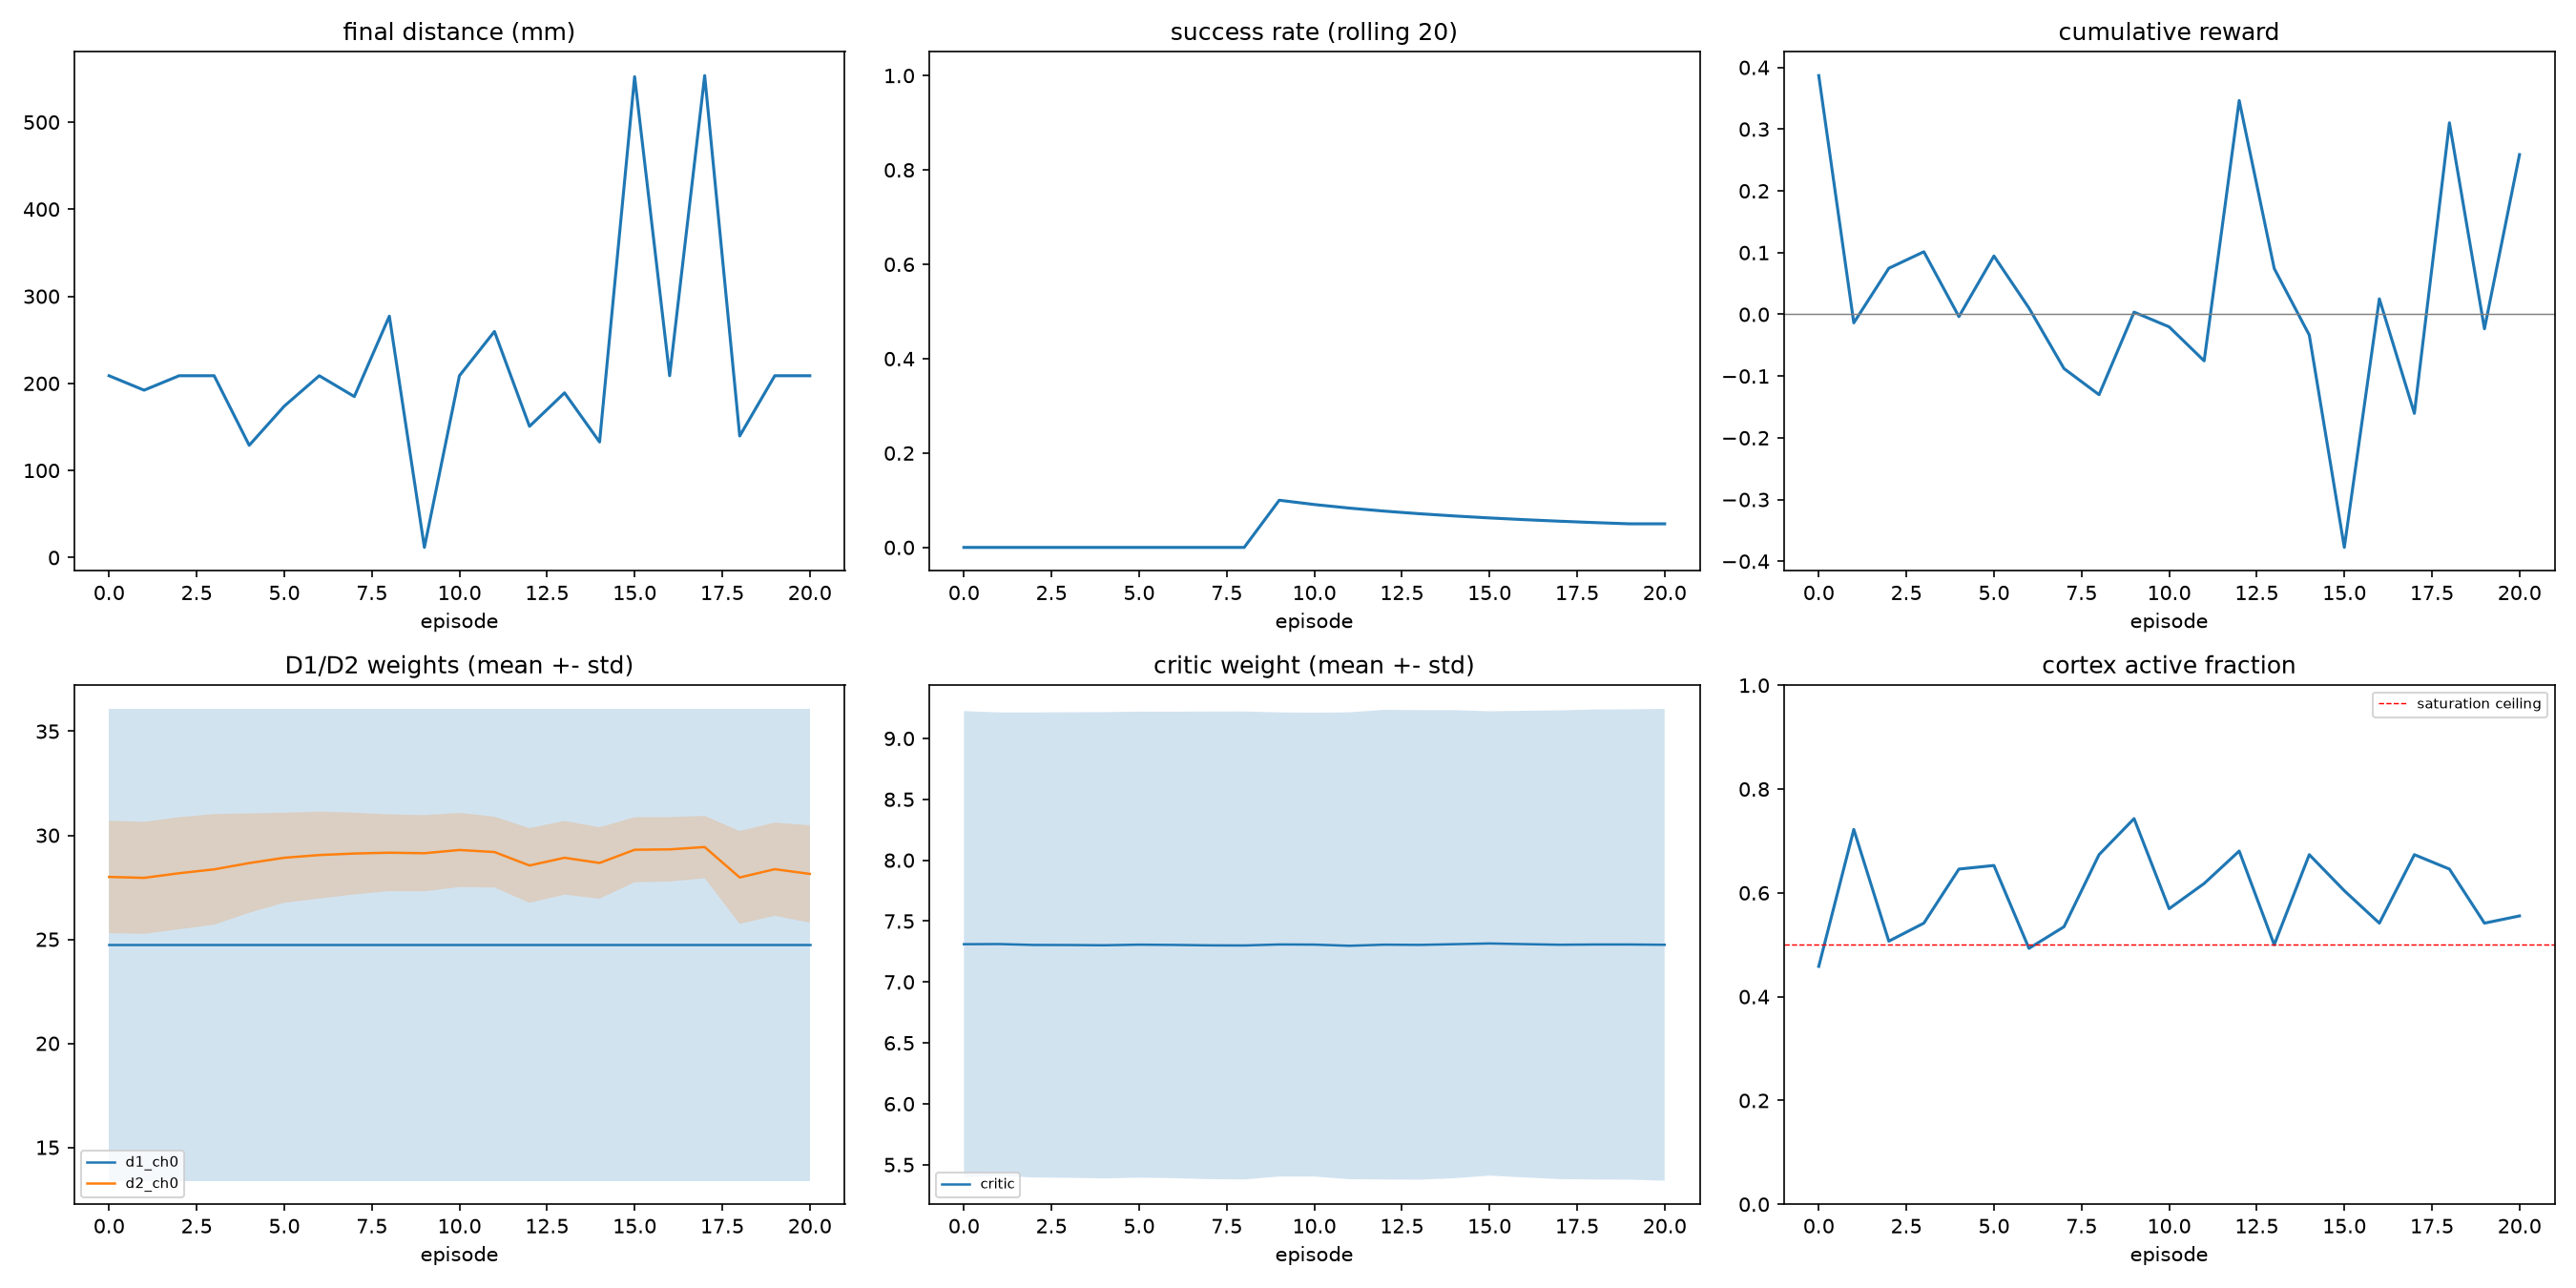 final distance (mm)
500
400
300
200
100
0
0.0 2.5 5.0 7.5 10.0 12.5 15.0 17.5 20.0
episode
success rate (rolling 20)
1.0
0.8
0.6
0.4
0.2
0.0
0.0 2.5 5.0 7.5 10.0 12.5 15.0 17.5 20.0
episode
cumulative reward
0.4
0.3
0.2
0.1
0.0
−0.1
−0.2
−0.3
−0.4
0.0 2.5 5.0 7.5 10.0 12.5 15.0 17.5 20.0
episode
D1/D2 weights (mean +- std)
35
30
25
20
15
d1_ch0
d2_ch0
0.0 2.5 5.0 7.5 10.0 12.5 15.0 17.5 20.0
episode
critic weight (mean +- std)
9.0
8.5
8.0
7.5
7.0
6.5
6.0
5.5
critic
0.0 2.5 5.0 7.5 10.0 12.5 15.0 17.5 20.0
episode
cortex active fraction
1.0
saturation ceiling
0.8
0.6
0.4
0.2
0.0
0.0 2.5 5.0 7.5 10.0 12.5 15.0 17.5 20.0
episode